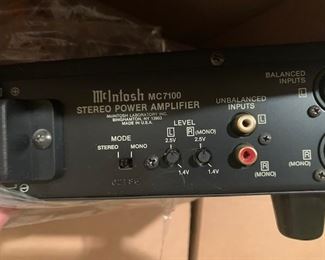 McIntosh MC7100
STEREO POWER AMPLIFIER
McINTOSH LABORATORY INC.
BINGHAMTON, NY 13903
MADE IN U.S.A.
BALANCED
INPUTS
L
UNBALANCED
INPUTS
L
R
(MONO)
R
(MONO)
LEVEL
L R (MONO)
2.5V 2.5V
1.4V 1.4V
MODE
STEREO MONO